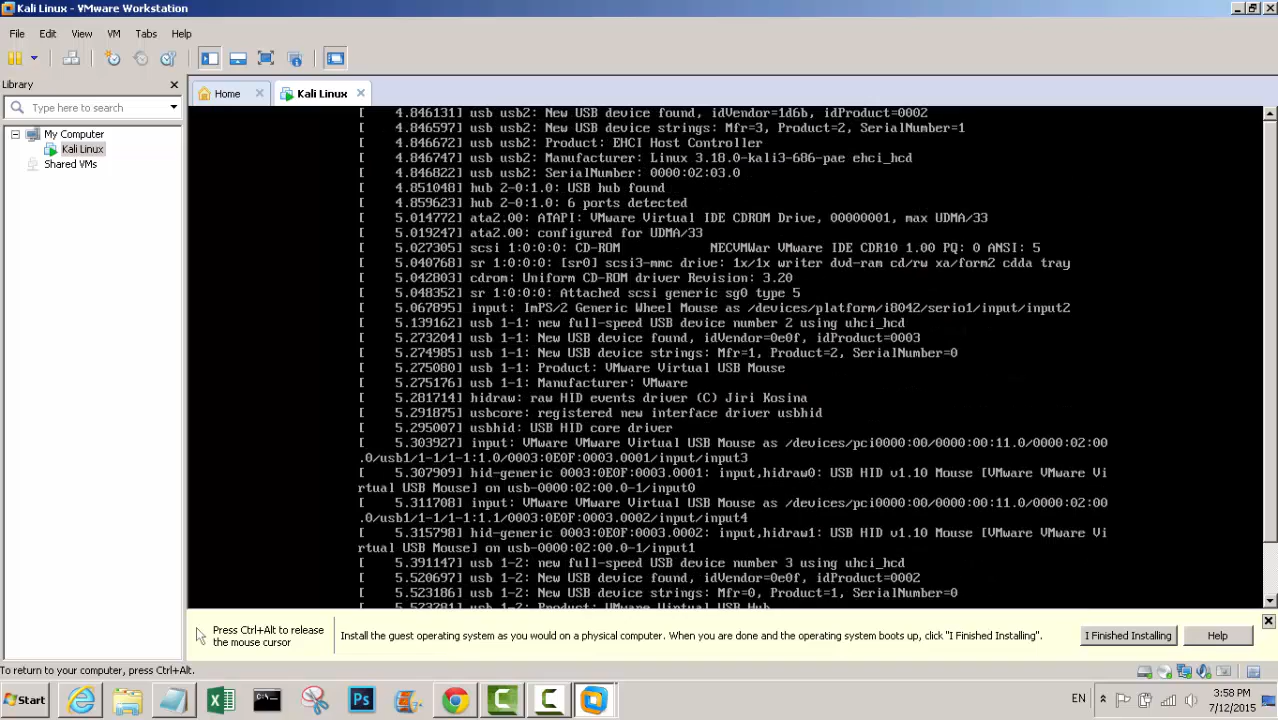 Kali Linux - VMware Workstation
File Edit View VM Tabs Help
Library
Type here to search
My Computer
Kali Linux
Shared VMs
Home
Kali Linux
[ 4.846131] usb usb2: New USB device found, idVendor=1d6b, idProduct=0002
[ 4.846597] usb usb2: New USB device strings: Mfr=3, Product=2, SerialNumber=1
[ 4.846672] usb usb2: Product: EHCI Host Controller
[ 4.846747] usb usb2: Manufacturer: Linux 3.18.0-kali3-686-pae ehci_hcd
[ 4.846822] usb usb2: SerialNumber: 0000:02:03.0
[ 4.851048] hub 2-0:1.0: USB hub found
[ 4.859623] hub 2-0:1.0: 6 ports detected
[ 5.014772] ata2.00: ATAPI: VMware Virtual IDE CDROM Drive, 00000001, max UDMA/33
[ 5.019247] ata2.00: configured for UDMA/33
[ 5.027305] scsi 1:0:0:0: CD-ROM NECVMWar VMware IDE CDR10 1.00 PQ: 0 ANSI: 5
[ 5.040768] sr 1:0:0:0: [sr0] scsi3-mmc drive: 1x/1x writer dvd-ram cd/rw xa/form2 cdda tray
[ 5.042803] cdrom: Uniform CD-ROM driver Revision: 3.20
[ 5.048352] sr 1:0:0:0: Attached scsi generic sg0 type 5
[ 5.067895] input: ImPS/2 Generic Wheel Mouse as /devices/platform/i8042/serio1/input/input2
[ 5.139162] usb 1-1: new full-speed USB device number 2 using uhci_hcd
[ 5.273204] usb 1-1: New USB device found, idVendor=0e0f, idProduct=0003
[ 5.274985] usb 1-1: New USB device strings: Mfr=1, Product=2, SerialNumber=0
[ 5.275080] usb 1-1: Product: VMware Virtual USB Mouse
[ 5.275176] usb 1-1: Manufacturer: VMware
[ 5.281714] hidraw: raw HID events driver (C) Jiri Kosina
[ 5.291875] usbcore: registered new interface driver usbhid
[ 5.295007] usbhid: USB HID core driver
[ 5.303927] input: VMware VMware Virtual USB Mouse as /devices/pci0000:00/0000:00:11.0/0000:02:00
.0/usb1/1-1/1-1:1.0/0003:0E0F:0003.0001/input/input3
[ 5.307909] hid-generic 0003:0E0F:0003.0001: input,hidraw0: USB HID v1.10 Mouse [VMware VMware Vi
rtual USB Mouse] on usb-0000:02:00.0-1/input0
[ 5.311708] input: VMware VMware Virtual USB Mouse as /devices/pci0000:00/0000:00:11.0/0000:02:00
.0/usb1/1-1/1-1:1.1/0003:0E0F:0003.0002/input/input4
[ 5.315798] hid-generic 0003:0E0F:0003.0002: input,hidraw1: USB HID v1.10 Mouse [VMware VMware Vi
rtual USB Mouse] on usb-0000:02:00.0-1/input1
[ 5.391147] usb 1-2: new full-speed USB device number 3 using uhci_hcd
[ 5.520697] usb 1-2: New USB device found, idVendor=0e0f, idProduct=0002
[ 5.523186] usb 1-2: New USB device strings: Mfr=0, Product=1, SerialNumber=0
[ 5.523281] usb 1-2: Product: VMware Virtual USB Hub
Press Ctrl+Alt to release
the mouse cursor
Install the guest operating system as you would on a physical computer. When you are done and the operating system boots up, click "I Finished Installing".
I Finished Installing
Help
To return to your computer, press Ctrl+Alt.
Start
Ps
EN
3:58 PM
7/12/2015